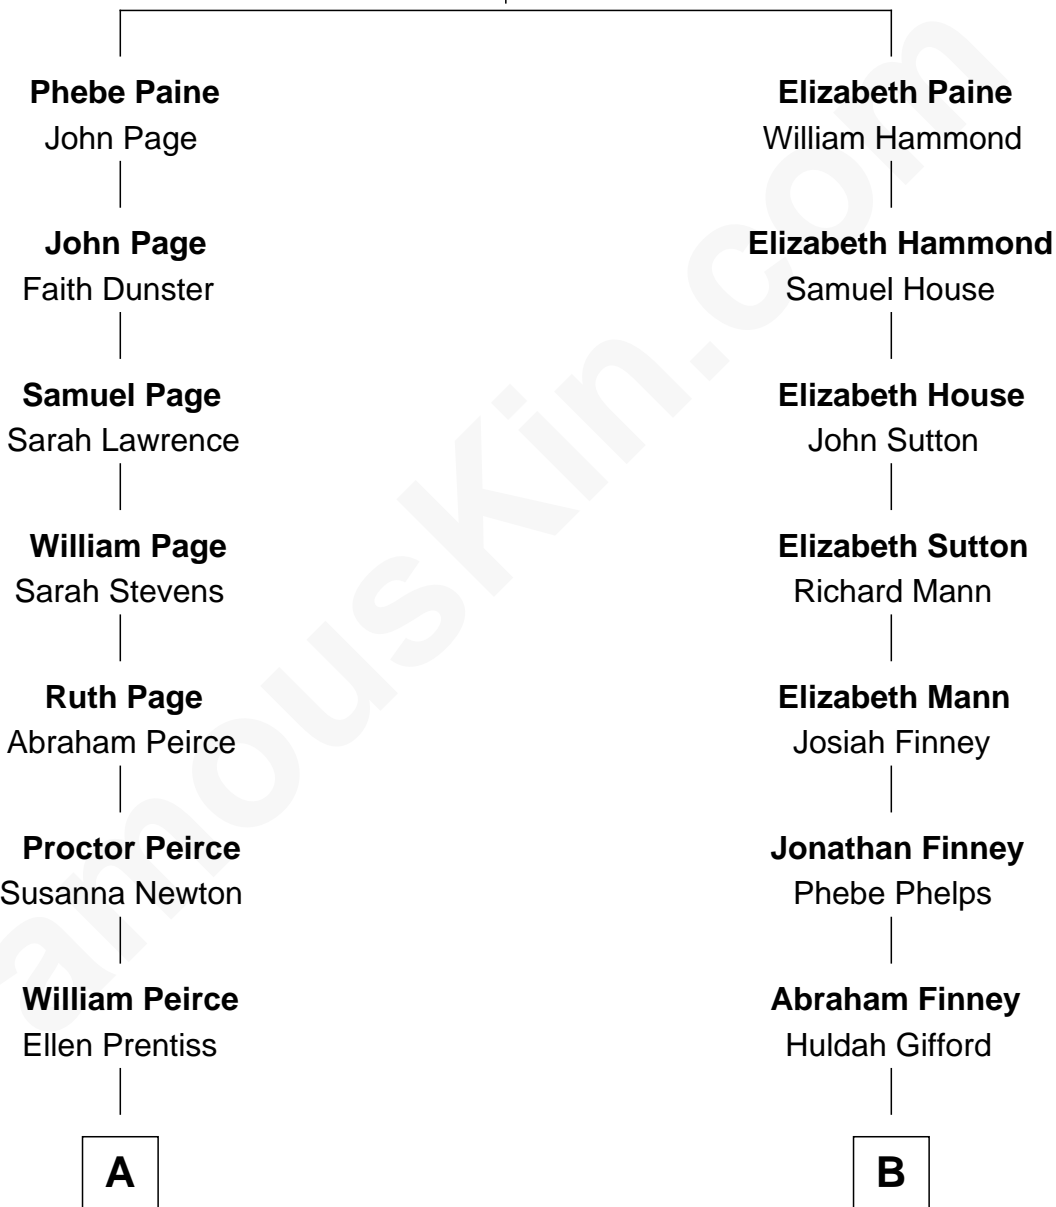 Phebe Paine
John Page
John Page
Faith Dunster
Samuel Page
Sarah Lawrence
William Page
Sarah Stevens
Ruth Page
Abraham Peirce
Proctor Peirce
Susanna Newton
William Peirce
Ellen Prentiss
A
Elizabeth Paine
William Hammond
Elizabeth Hammond
Samuel House
Elizabeth House
John Sutton
Elizabeth Sutton
Richard Mann
Elizabeth Mann
Josiah Finney
Jonathan Finney
Phebe Phelps
Abraham Finney
Huldah Gifford
B
amouskin.com